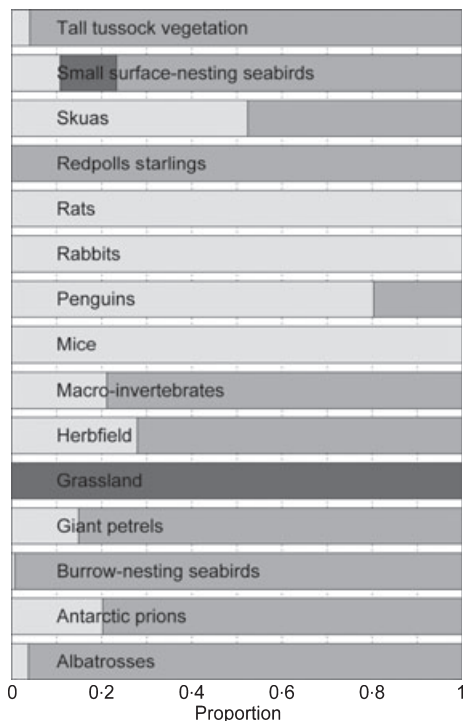 Tall tussock vegetation
Small surface-nesting seabirds
Skuas
Redpolls starlings
Rats
Rabbits
Penguins
Mice
Macro-invertebrates
Herbfield
Grassland
Giant petrels
Burrow-nesting seabirds
Antarctic prions
Albatrosses
0 0·2 0·4 0·6 0·8 1
Proportion